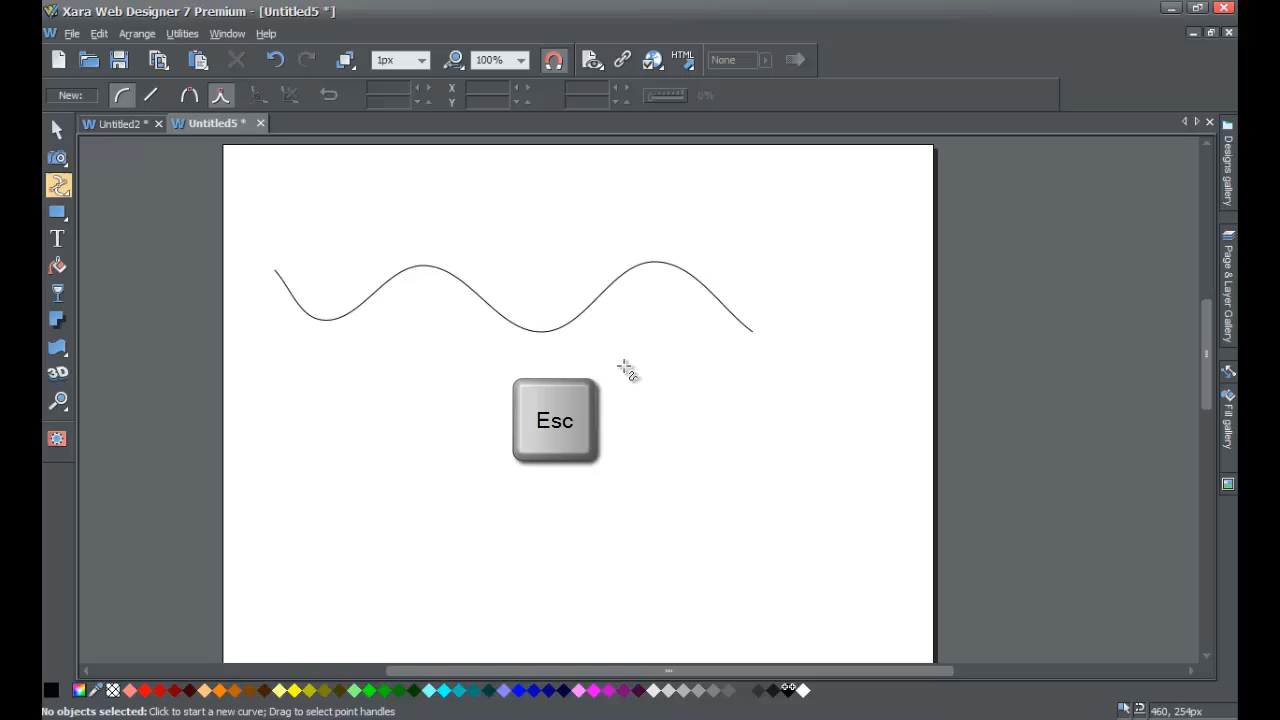 Xara Web Designer 7 Premium - [Untitled5 *]
W File Edit Arrange Utilities Window Help
1px 100% HTML None
New: X 0%
Y
W Untitled2 * W Untitled5 *
T
3D
Esc
Designs gallery
Page & Layer Gallery
Fill gallery
No objects selected: Click to start a new curve; Drag to select point handles 460, 254px